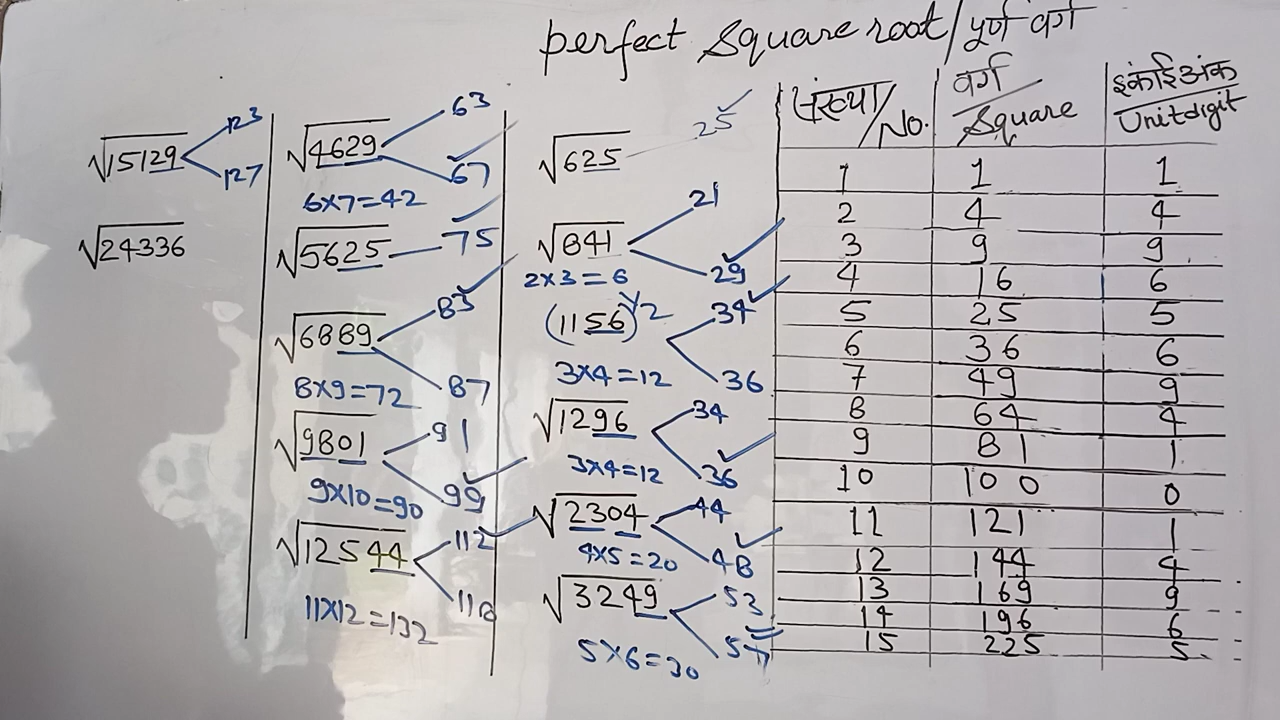 perfect square root/पूर्ण वर्ग
√15129 123
127
√24336
√4629 63
67
6×7=42
√5625 75
√6889 83
87
8×9=72
√9801 91
99
9×10=90
√12544 112
118
11×12=132
√625 25
√841 21
29
2×3=6
(1156)^1/2 34
36
3×4=12
√1296 34
36
3×4=12
√2304 44
48
4×5=20
√3249 53
57
5×6=30
संख्या/No. वर्ग/Square इकाई अंक/Unit digit
1 1 1
2 4 4
3 9 9
4 16 6
5 25 5
6 36 6
7 49 9
8 64 4
9 81 1
10 100 0
11 121 1
12 144 4
13 169 9
14 196 6
15 225 5